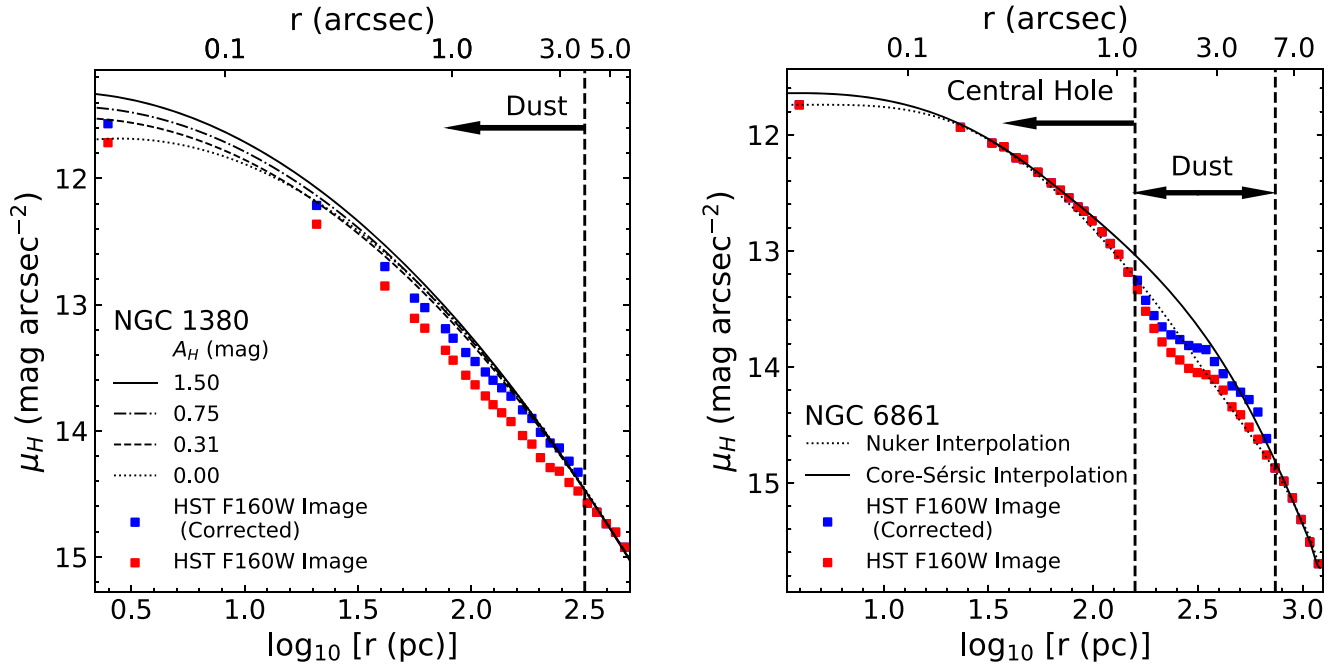 r (arcsec)
0.1 1.0 3.0 5.0
Dust
12
13
14
15
μ_H (mag arcsec⁻²)
NGC 1380
A_H (mag)
1.50
0.75
0.31
0.00
HST F160W Image
(Corrected)
HST F160W Image
0.5 1.0 1.5 2.0 2.5
log₁₀ [r (pc)]
r (arcsec)
0.1 1.0 3.0 7.0
Central Hole
Dust
12
13
14
15
μ_H (mag arcsec⁻²)
NGC 6861
Nuker Interpolation
Core-Sérsic Interpolation
HST F160W Image
(Corrected)
HST F160W Image
1.0 1.5 2.0 2.5 3.0
log₁₀ [r (pc)]